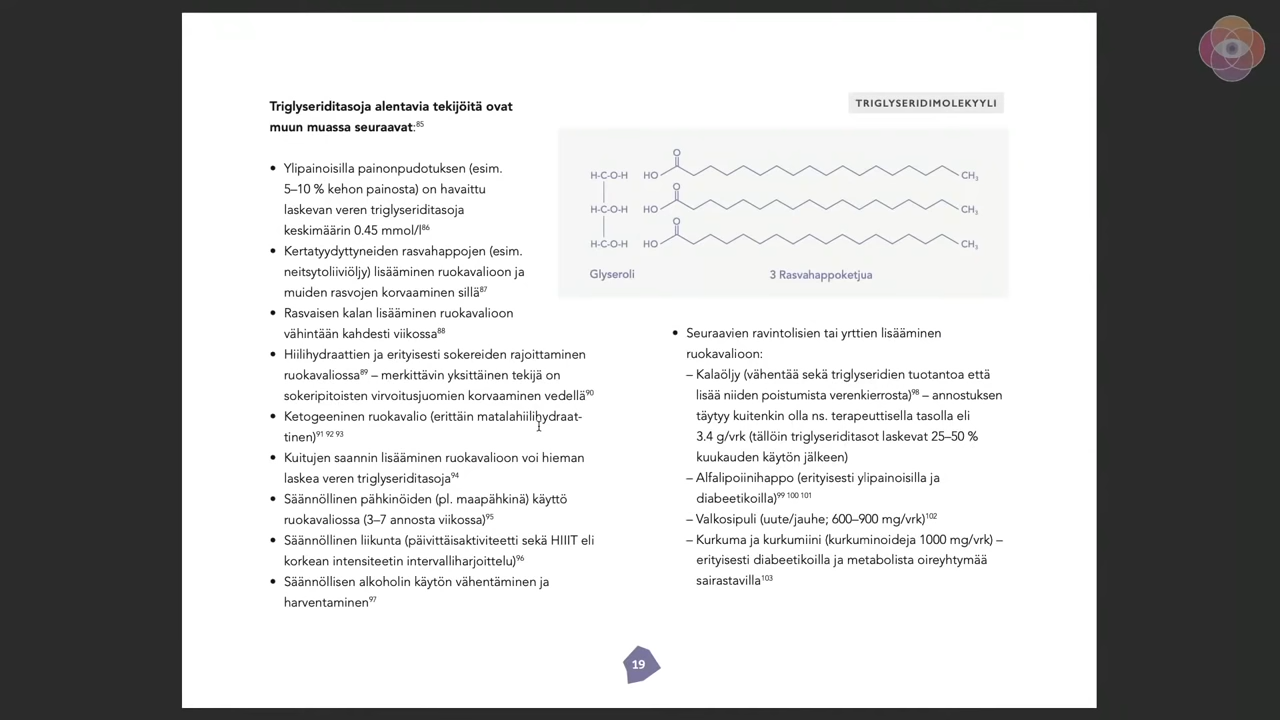 Triglyseriditasoja alentavia tekijöitä ovat
muun muassa seuraavat:85
• Ylipainoisilla painonpudotuksen (esim.
5–10 % kehon painosta) on havaittu
laskevan veren triglyseriditasoja
keskimäärin 0.45 mmol/l86
• Kertatyydyttyneiden rasvahappojen (esim.
neitsytoliiviöljy) lisääminen ruokavalioon ja
muiden rasvojen korvaaminen sillä87
• Rasvaisen kalan lisääminen ruokavalioon
vähintään kahdesti viikossa88
• Hiilihydraattien ja erityisesti sokereiden rajoittaminen
ruokavaliossa89 – merkittävin yksittäinen tekijä on
sokeripitoisten virvoitusjuomien korvaaminen vedellä90
• Ketogeeninen ruokavalio (erittäin matalahiilihydraat-
tinen)91 92 93
• Kuitujen saannin lisääminen ruokavalioon voi hieman
laskea veren triglyseriditasoja94
• Säännöllinen pähkinöiden (pl. maapähkinä) käyttö
ruokavaliossa (3–7 annosta viikossa)95
• Säännöllinen liikunta (päivittäisaktiviteetti sekä HIIIT eli
korkean intensiteetin intervalliharjoittelu)96
• Säännöllisen alkoholin käytön vähentäminen ja
harventaminen97
TRIGLYSERIDIMOLEKYYLI
O
H-C-O-H HO CH3
O
H-C-O-H HO CH3
O
H-C-O-H HO CH3
Glyseroli 3 Rasvahappoketjua
• Seuraavien ravintolisien tai yrttien lisääminen
ruokavalioon:
– Kalaöljy (vähentää sekä triglyseridien tuotantoa että
lisää niiden poistumista verenkierrosta)98 – annostuksen
täytyy kuitenkin olla ns. terapeuttisella tasolla eli
3.4 g/vrk (tällöin triglyseriditasot laskevat 25–50 %
kuukauden käytön jälkeen)
– Alfalipoiinihappo (erityisesti ylipainoisilla ja
diabeetikoilla)99 100 101
– Valkosipuli (uute/jauhe; 600–900 mg/vrk)102
– Kurkuma ja kurkumiini (kurkuminoideja 1000 mg/vrk) –
erityisesti diabeetikoilla ja metabolista oireyhtymää
sairastavilla103
19